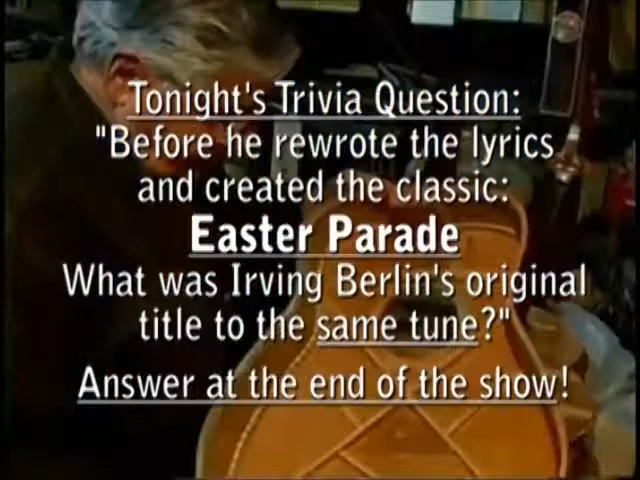 Tonight's Trivia Question:
"Before he rewrote the lyrics
and created the classic:
Easter Parade
What was Irving Berlin's original
title to the same tune?"
Answer at the end of the show!